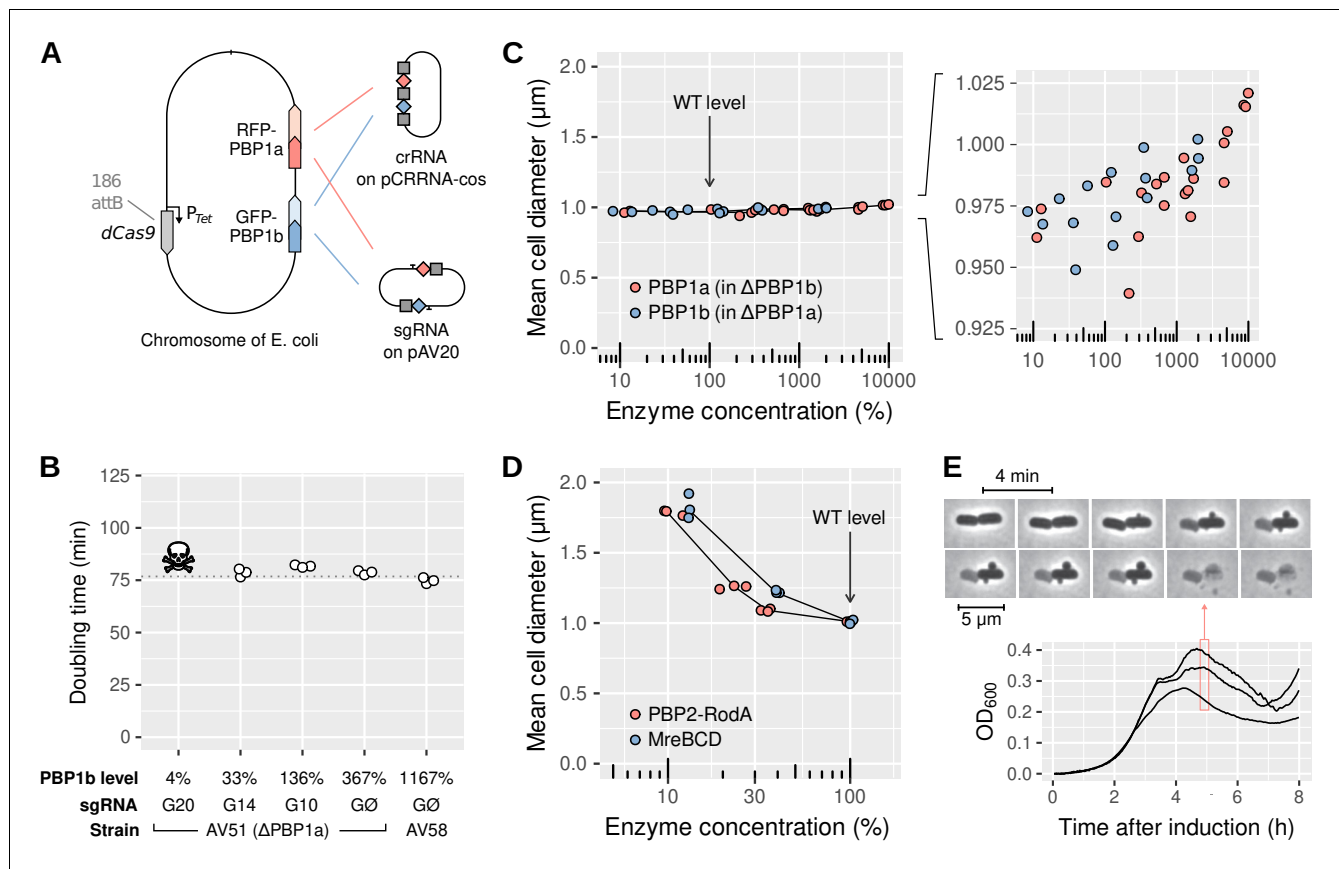 A
186
attB
dCas9
PTet
RFP-
PBP1a
GFP-
PBP1b
Chromosome of E. coli
crRNA
on pCRRNA-cos
sgRNA
on pAV20
C
Mean cell diameter (µm)
2.0
1.5
1.0
0.5
0.0
WT level
PBP1a (in ΔPBP1b)
PBP1b (in ΔPBP1a)
10 100 1000 10000
Enzyme concentration (%)
1.025
1.000
0.975
0.950
0.925
10 100 1000 10000
B
Doubling time (min)
125
100
75
50
25
0
PBP1b level 4% 33% 136% 367% 1167%
sgRNA G20 G14 G10 GØ GØ
Strain AV51 (ΔPBP1a) AV58
D
Mean cell diameter (µm)
2.0
1.5
1.0
0.5
0.0
WT level
PBP2-RodA
MreBCD
10 30 100
Enzyme concentration (%)
E
4 min
5 µm
OD600
0.4
0.3
0.2
0.1
0.0
0 2 4 6 8
Time after induction (h)